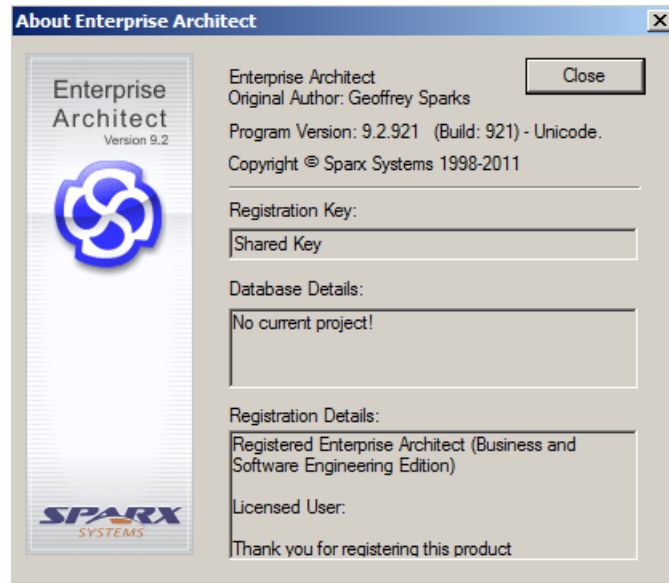 About Enterprise Architect
Enterprise
Architect
Version 9.2
SPARX
SYSTEMS
Close
Enterprise Architect
Original Author: Geoffrey Sparks
Program Version: 9.2.921 (Build: 921) - Unicode.
Copyright © Sparx Systems 1998-2011
Registration Key:
Shared Key
Database Details:
No current project!
Registration Details:
Registered Enterprise Architect (Business and
Software Engineering Edition)
Licensed User:
Thank you for registering this product